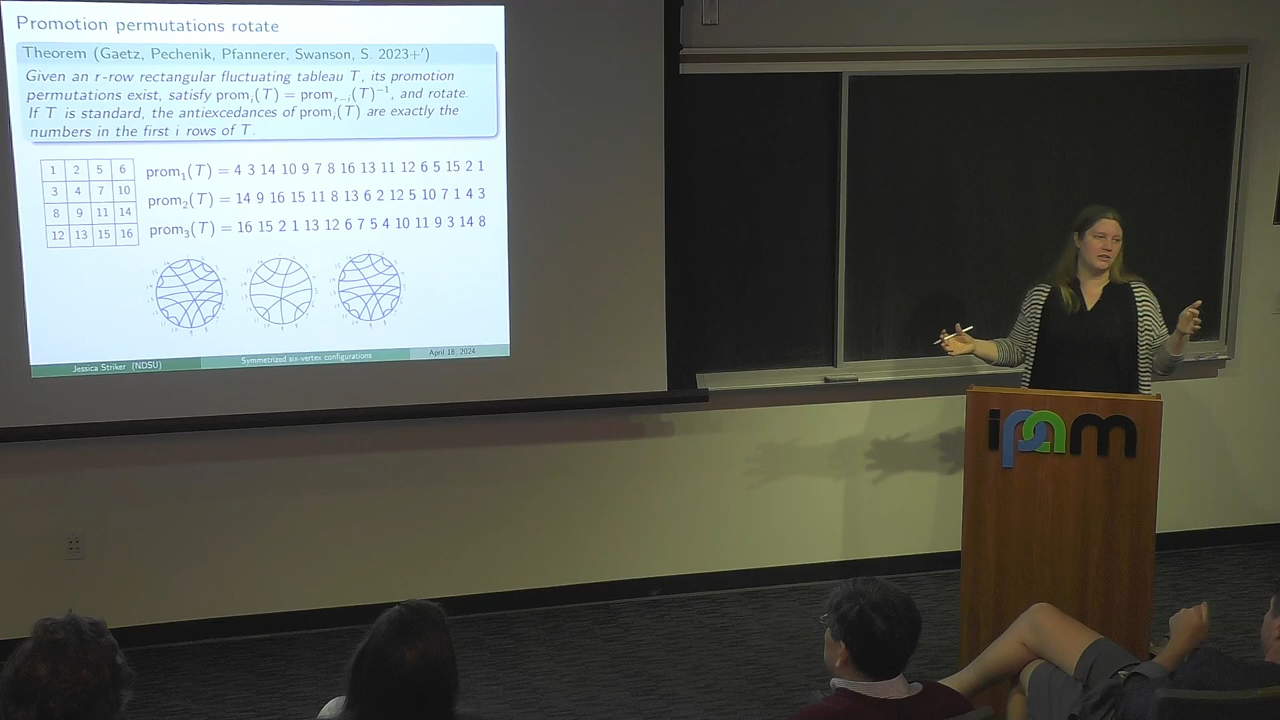 Promotion permutations rotate
Theorem (Gaetz, Pechenik, Pfannerer, Swanson, S. 2023+′)
Given an r-row rectangular fluctuating tableau T, its promotion
permutations exist, satisfy promᵢ(T) = promᵣ₋ᵢ(T)⁻¹, and rotate.
If T is standard, the antiexcedances of promᵢ(T) are exactly the
numbers in the first i rows of T.
1 2 5 6
3 4 7 10
8 9 11 14
12 13 15 16
prom₁(T) = 4 3 14 10 9 7 8 16 13 11 12 6 5 15 2 1
prom₂(T) = 14 9 16 15 11 8 13 6 2 12 5 10 7 1 4 3
prom₃(T) = 16 15 2 1 13 12 6 7 5 4 10 11 9 3 14 8
Jessica Striker (NDSU)
Symmetrized six-vertex configurations
April 18, 2024
ipam